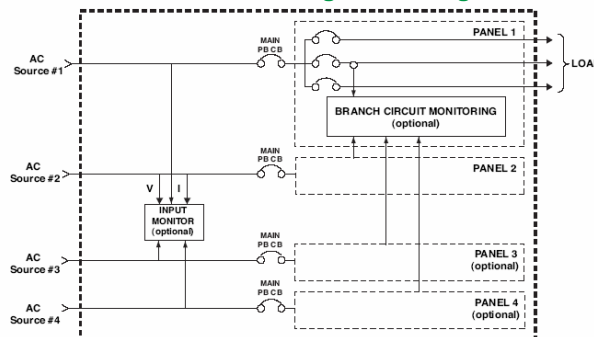 AC
Source #1
MAIN
PBCB
PANEL 1
LOA
BRANCH CIRCUIT MONITORING
(optional)
AC
Source #2
MAIN
PBCB
PANEL 2
V
I
INPUT
MONITOR
(optional)
AC
Source #3
MAIN
PBCB
PANEL 3
(optional)
AC
Source #4
MAIN
PBCB
PANEL 4
(optional)